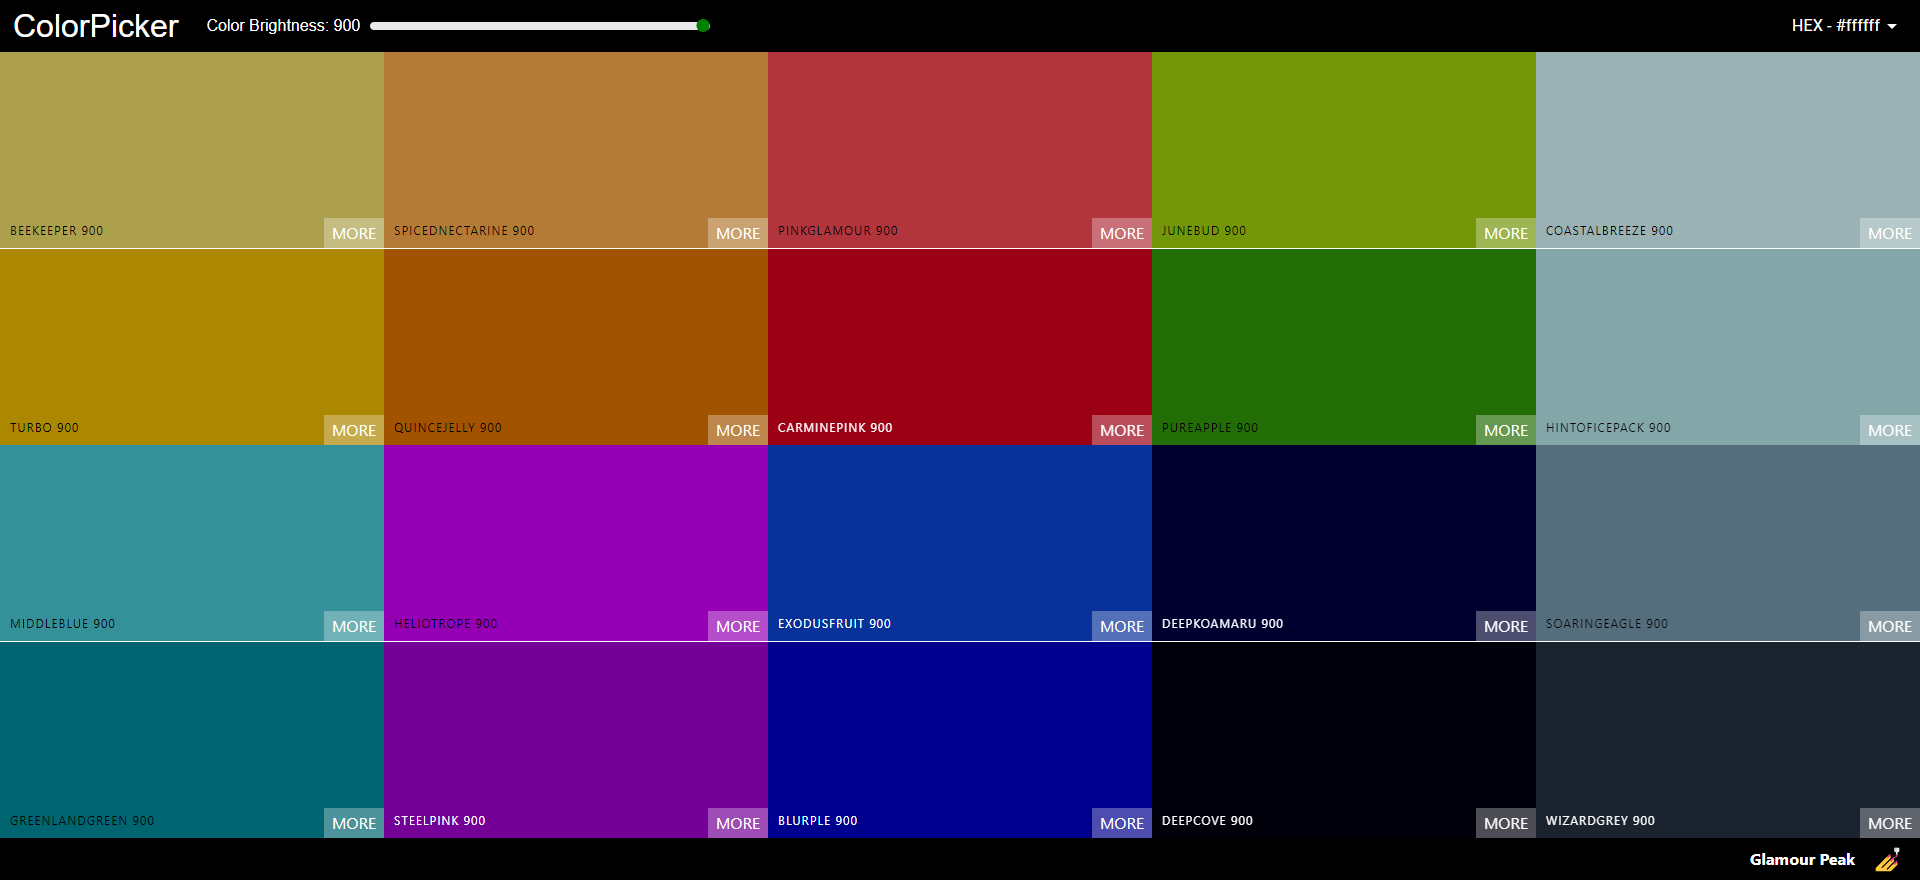 ColorPicker
Color Brightness: 900
HEX - #ffffff
BEEKEEPER 900
MORE
SPICEDNECTARINE 900
MORE
PINKGLAMOUR 900
MORE
JUNEBUD 900
MORE
COASTALBREEZE 900
MORE
TURBO 900
MORE
QUINCEJELLY 900
MORE
CARMINEPINK 900
MORE
PUREAPPLE 900
MORE
HINTOFICEPACK 900
MORE
MIDDLEBLUE 900
MORE
HELIOTROPE 900
MORE
EXODUSFRUIT 900
MORE
DEEPKOAMARU 900
MORE
SOARINGEAGLE 900
MORE
GREENLANDGREEN 900
MORE
STEELPINK 900
MORE
BLURPLE 900
MORE
DEEPCOVE 900
MORE
WIZARDGREY 900
MORE
Glamour Peak